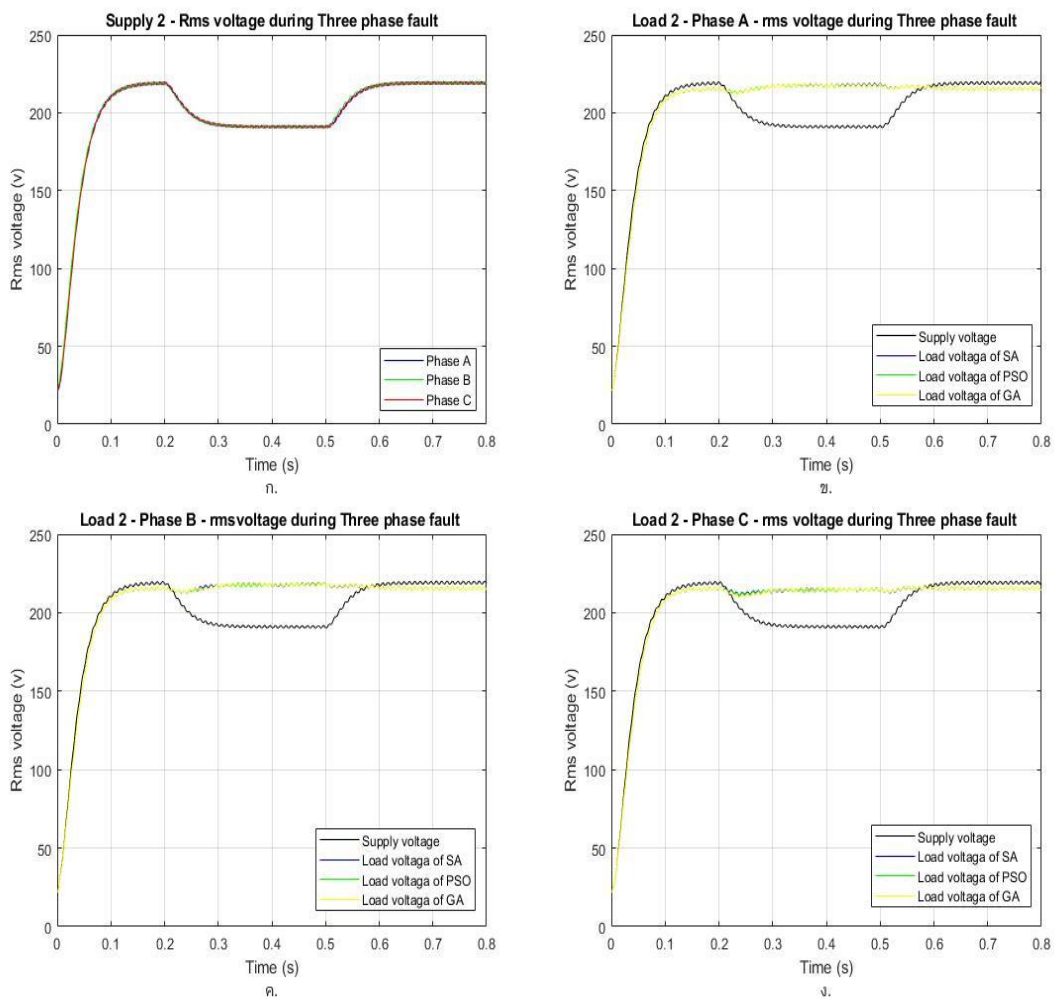 Supply 2 - Rms voltage during Three phase fault
250
200
150
100
50
0
Rms voltage (v)
Phase A
Phase B
Phase C
0 0.1 0.2 0.3 0.4 0.5 0.6 0.7 0.8
Time (s)
ก.
Load 2 - Phase A - rms voltage during Three phase fault
250
200
150
100
50
0
Rms voltage (v)
Supply voltage
Load voltaga of SA
Load voltaga of PSO
Load voltaga of GA
0 0.1 0.2 0.3 0.4 0.5 0.6 0.7 0.8
Time (s)
ข.
Load 2 - Phase B - rmsvoltage during Three phase fault
250
200
150
100
50
0
Rms voltage (v)
Supply voltage
Load voltaga of SA
Load voltaga of PSO
Load voltaga of GA
0 0.1 0.2 0.3 0.4 0.5 0.6 0.7 0.8
Time (s)
ค.
Load 2 - Phase C - rms voltage during Three phase fault
250
200
150
100
50
0
Rms voltage (v)
Supply voltage
Load voltaga of SA
Load voltaga of PSO
Load voltaga of GA
0 0.1 0.2 0.3 0.4 0.5 0.6 0.7 0.8
Time (s)
ง.